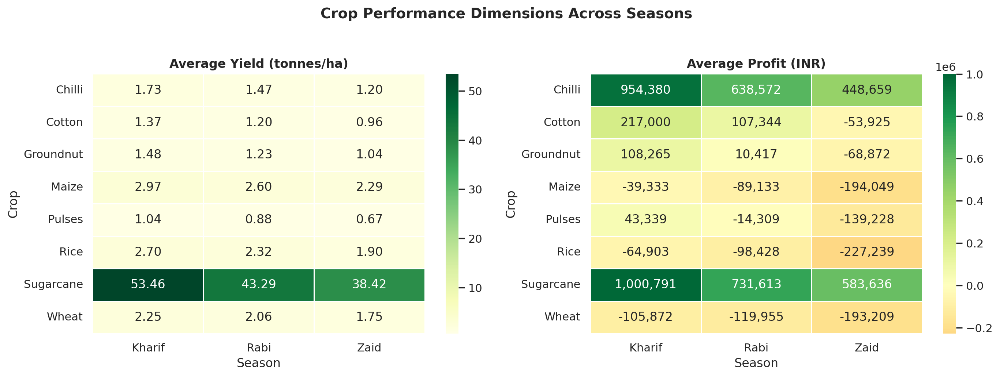 Crop Performance Dimensions Across Seasons
Average Yield (tonnes/ha)
Crop
Chilli 1.73 1.47 1.20
Cotton 1.37 1.20 0.96
Groundnut 1.48 1.23 1.04
Maize 2.97 2.60 2.29
Pulses 1.04 0.88 0.67
Rice 2.70 2.32 1.90
Sugarcane 53.46 43.29 38.42
Wheat 2.25 2.06 1.75
Kharif Rabi Zaid
Season
50
40
30
20
10
Average Profit (INR)
Crop
Chilli 954,380 638,572 448,659
Cotton 217,000 107,344 -53,925
Groundnut 108,265 10,417 -68,872
Maize -39,333 -89,133 -194,049
Pulses 43,339 -14,309 -139,228
Rice -64,903 -98,428 -227,239
Sugarcane 1,000,791 731,613 583,636
Wheat -105,872 -119,955 -193,209
Kharif Rabi Zaid
Season
1e6
1.0
0.8
0.6
0.4
0.2
0.0
−0.2